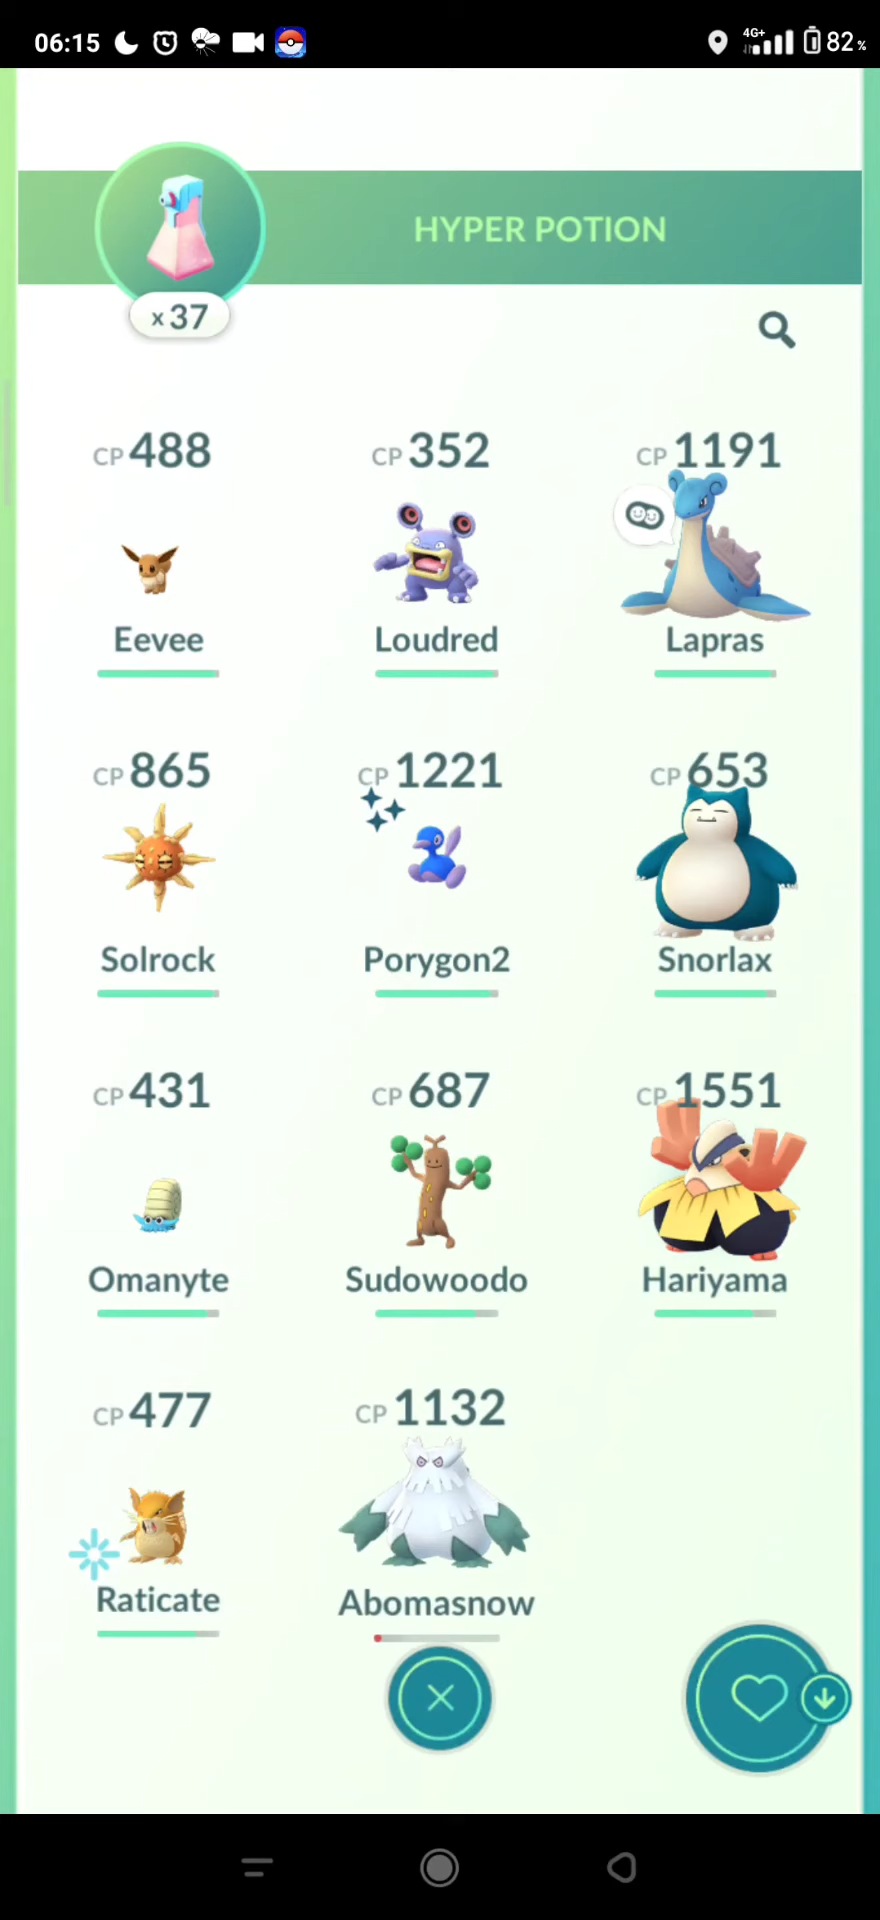 06:15
4G+
82%
HYPER POTION
x37
CP488
CP352
CP1191
Eevee
Loudred
Lapras
CP865
CP1221
CP653
Solrock
Porygon2
Snorlax
CP431
CP687
CP1551
Omanyte
Sudowoodo
Hariyama
CP477
CP1132
Raticate
Abomasnow